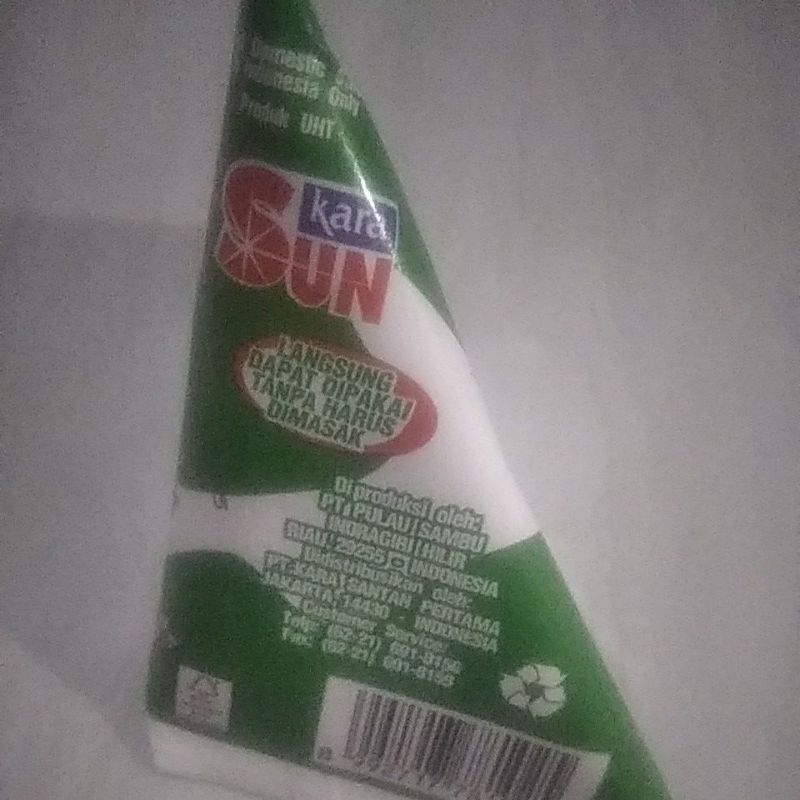 Domestic
Indonesia Only
Produk UHT
kara
SUN
LANGSUNG
DAPAT DIPAKAI
TANPA HARUS
DIMASAK
Di produksi oleh:
PT PULAU SAMBU
INDRAGIRI HILIR
RIAU 29255 - INDONESIA
Didistribusikan oleh:
PT KARA SANTAN PERTAMA
JAKARTA 14430 - INDONESIA
Customer Service:
Telp: (62-21)
Fax: (62-21)